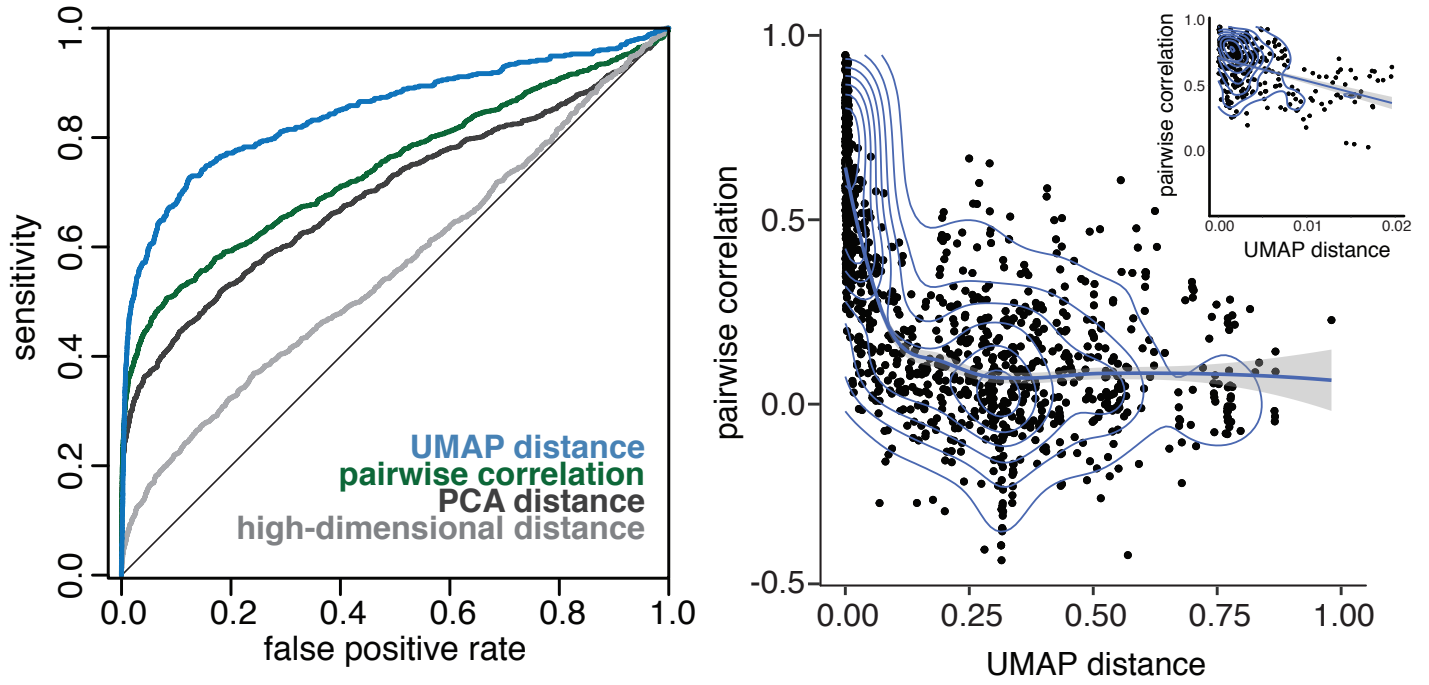 sensitivity
1.0
0.8
0.6
0.4
0.2
0.0
UMAP distance
pairwise correlation
PCA distance
high-dimensional distance
0.0 0.2 0.4 0.6 0.8 1.0
false positive rate
pairwise correlation
1.0
0.5
0.0
-0.5
0.00 0.25 0.50 0.75 1.00
UMAP distance
pairwise correlation
1.0
0.5
0.0
0.00 0.01 0.02
UMAP distance